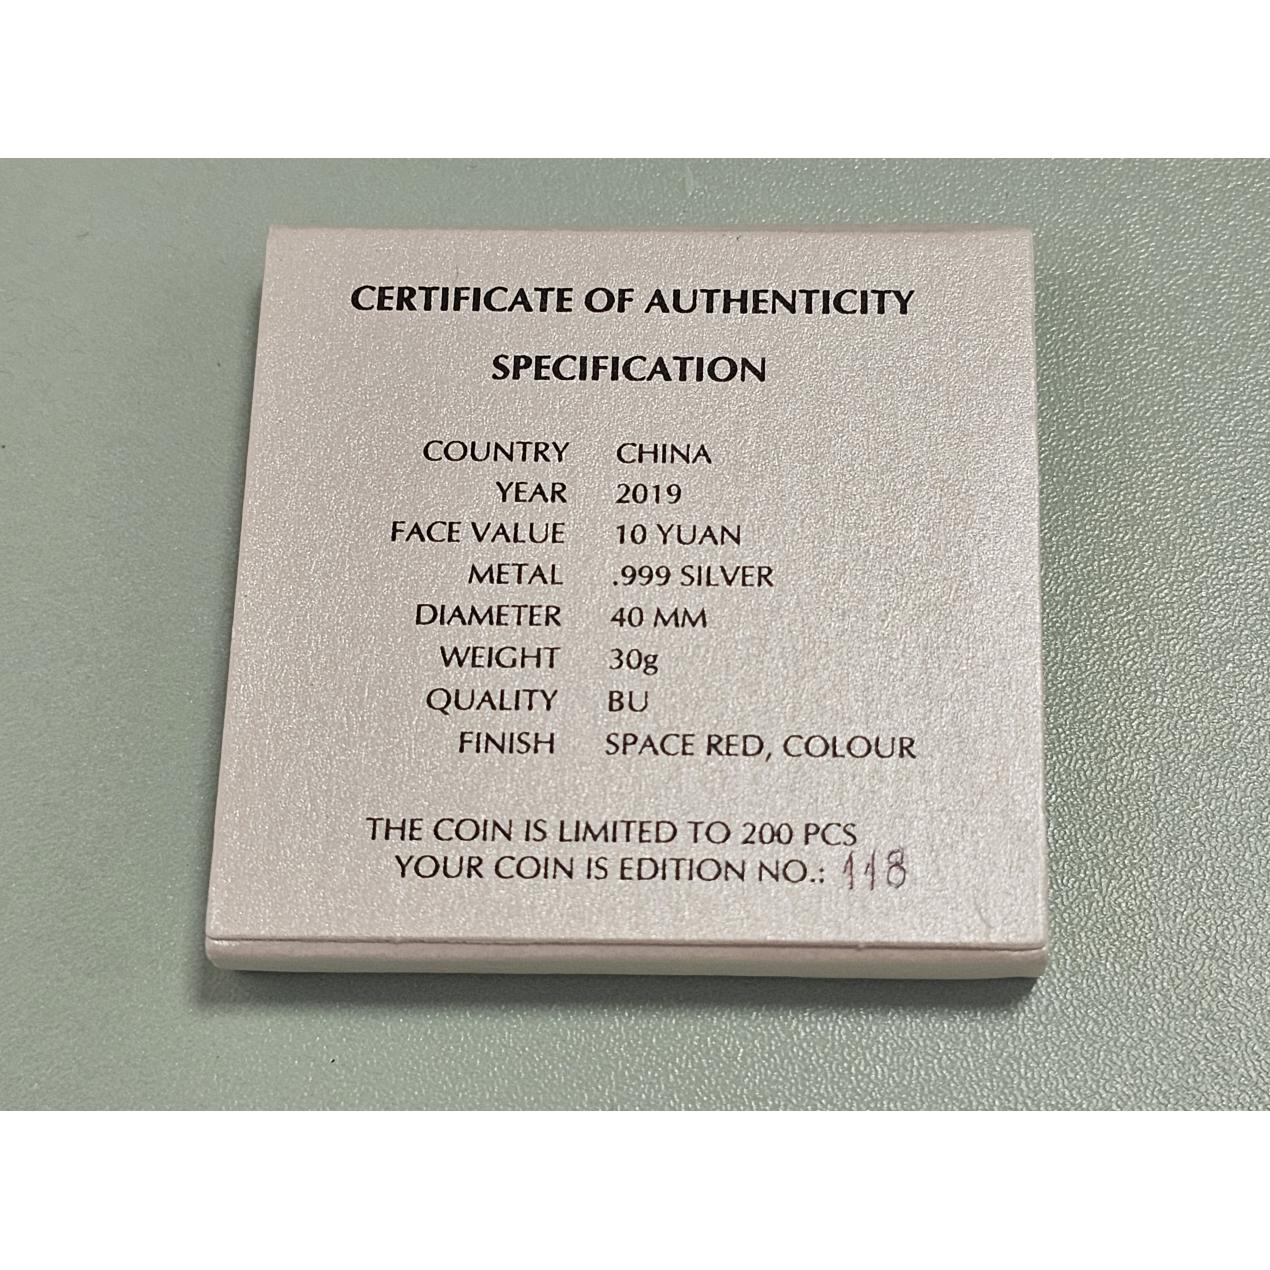 CERTIFICATE OF AUTHENTICITY
SPECIFICATION
COUNTRY CHINA
YEAR 2019
FACE VALUE 10 YUAN
METAL .999 SILVER
DIAMETER 40 MM
WEIGHT 30g
QUALITY BU
FINISH SPACE RED, COLOUR
THE COIN IS LIMITED TO 200 PCS
YOUR COIN IS EDITION NO.: 118